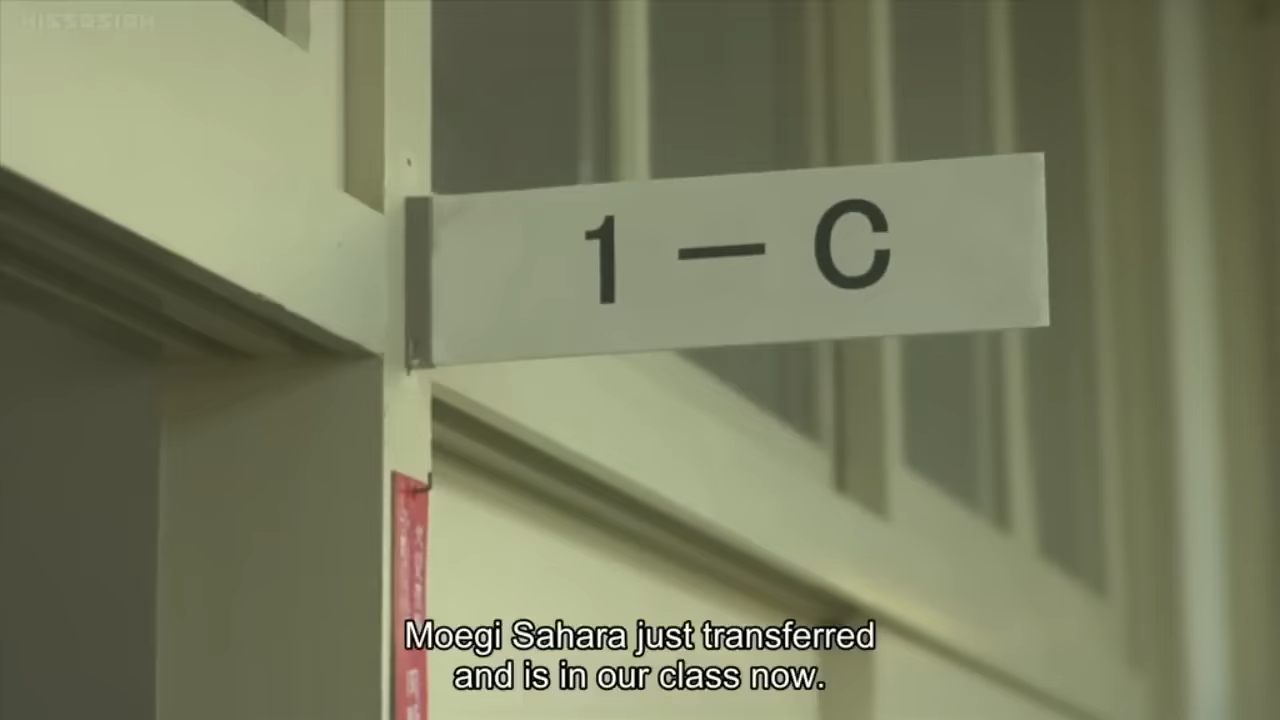 1 — C
Moegi Sahara just transferred
and is in our class now.